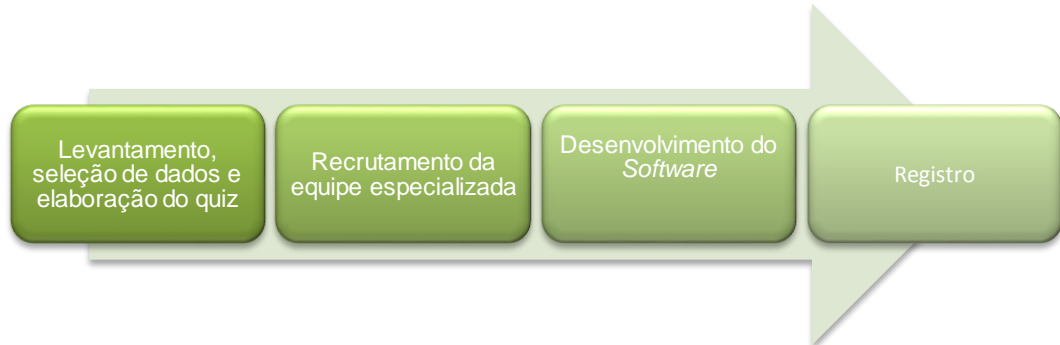 Levantamento,
seleção de dados e
elaboração do quiz
Recrutamento da
equipe especializada
Desenvolvimento do
Software
Registro